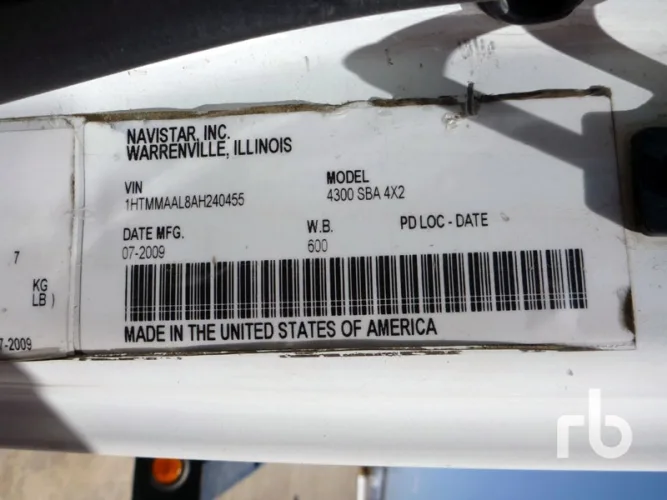 NAVISTAR, INC.
WARRENVILLE, ILLINOIS
VIN MODEL
1HTMMAAL8AH240455 4300 SBA 4X2
DATE MFG. W.B. PD LOC - DATE
07-2009 600
MADE IN THE UNITED STATES OF AMERICA
7
KG
LB )
7-2009
rb